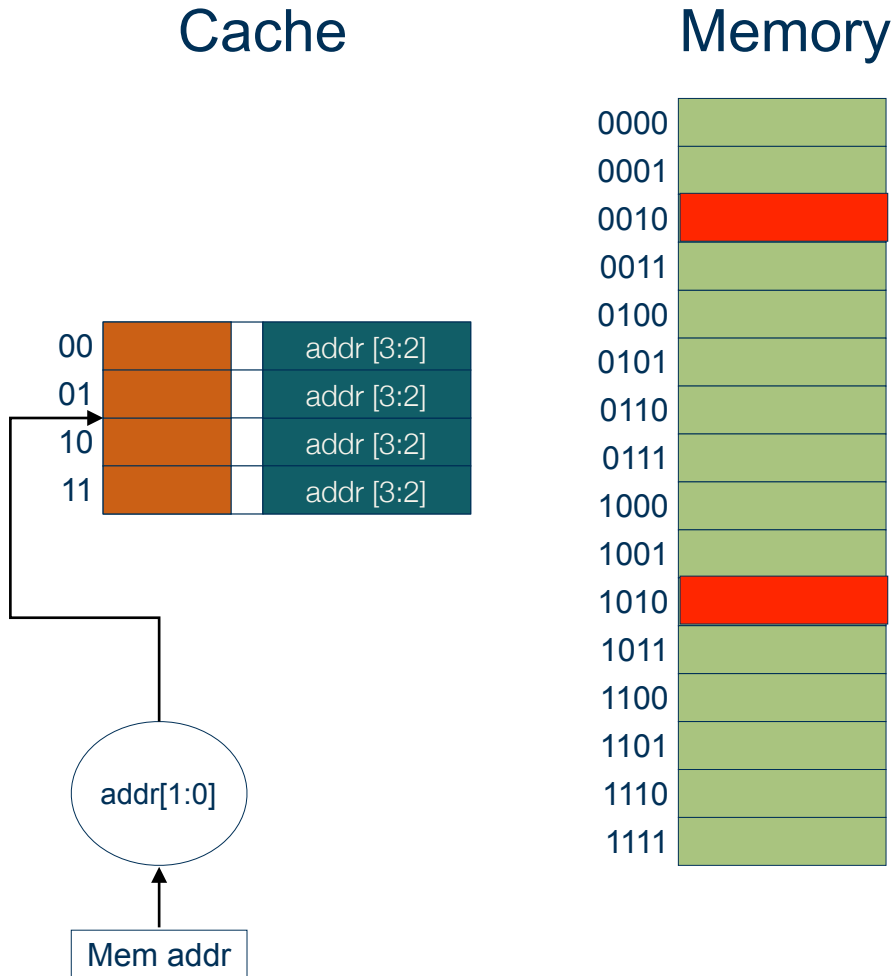 Cache
Memory
00 addr [3:2]
01 addr [3:2]
10 addr [3:2]
11 addr [3:2]
addr[1:0]
Mem addr
0000
0001
0010
0011
0100
0101
0110
0111
1000
1001
1010
1011
1100
1101
1110
1111